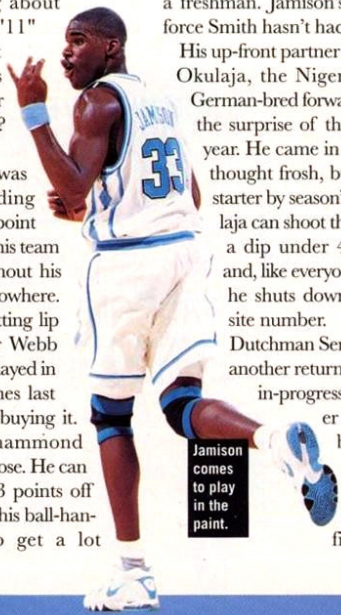 about
'11"
?
was
ding
point
his team
hout his
owhere.
tting lip
Webb
ayed in
nes last
buying it.
hammond
ose. He can
3 points off
his ball-han-
o get a lot
JAMISON
33
a freshman. Jamison's
force Smith hasn't had
His up-front partner
Okulaja, the Niger
German-bred forwa
the surprise of th
year. He came in
thought frosh, b
starter by season'
laja can shoot th
a dip under 4
and, like everyo
he shuts down
site number.
Dutchman Ser
another return
in-progress
er
fi
Jamison
comes
to play
in the
paint.